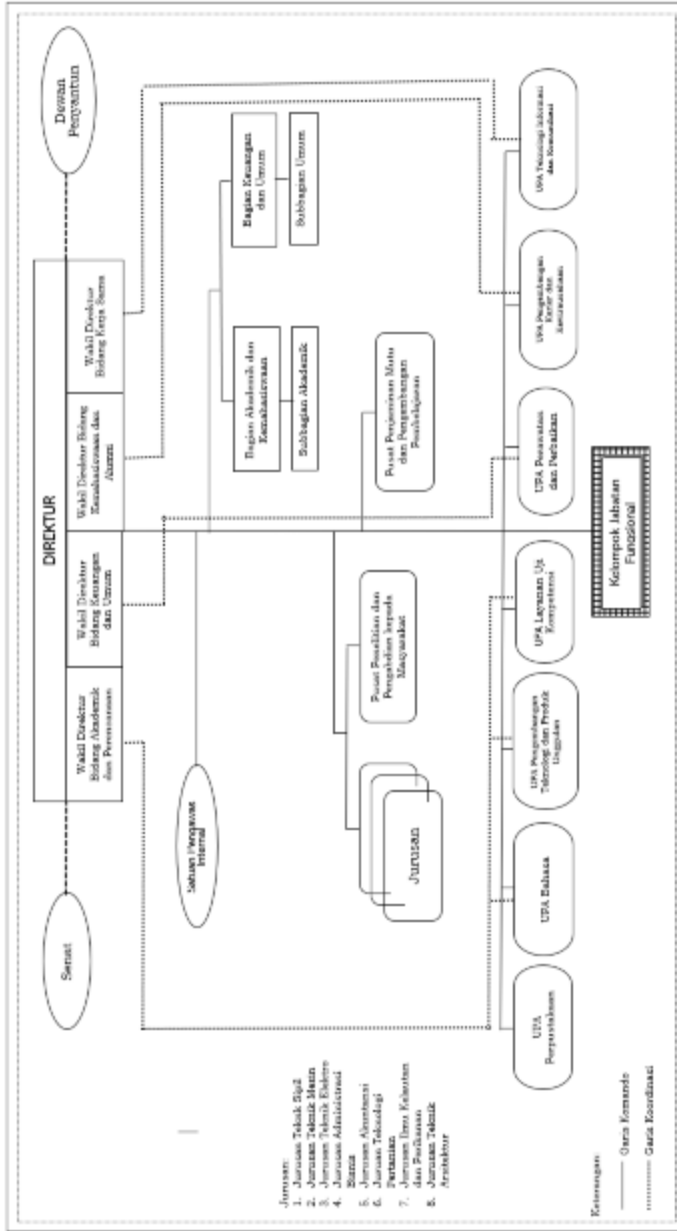 Senat
DIREKTUR
Dewan
Penyantun
Wakil Direktur
Bidang Akademik
dan Perencanaan
Wakil Direktur
Bidang Keuangan
dan Umum
Wakil Direktur Bidang
Kemahasiswaan dan
Alumni
Wakil Direktur
Bidang Kerja Sama
Satuan Pengawas
Internal
Bagian Akademik dan
Kemahasiswaan
Subbagian Akademik
Bagian Keuangan
dan Umum
Subbagian Umum
Jurusan
Pusat Penelitian dan
Pengabdian kepada
Masyarakat
Pusat Penjaminan Mutu
dan Pengembangan
Pembelajaran
Jurusan:
1. Jurusan Teknik Sipil
2. Jurusan Teknik Mesin
3. Jurusan Teknik Elektro
4. Jurusan Administrasi
Bisnis
5. Jurusan Akuntansi
6. Jurusan Teknologi
Pertanian
7. Jurusan Ilmu Kelautan
dan Perikanan
8. Jurusan Teknik
Arsitektur
UPA
Perpustakaan
UPA Bahasa
UPA Pengembangan
Teknologi dan Produk
Unggulan
UPA Layanan Uji
Kompetensi
UPA Perawatan
dan Perbaikan
UPA Pengembangan
Karier dan
Kewirausahaan
UPA Teknologi Informasi
dan Komunikasi
Kelompok Jabatan
Fungsional
Keterangan:
Garis Komando
Garis Koordinasi